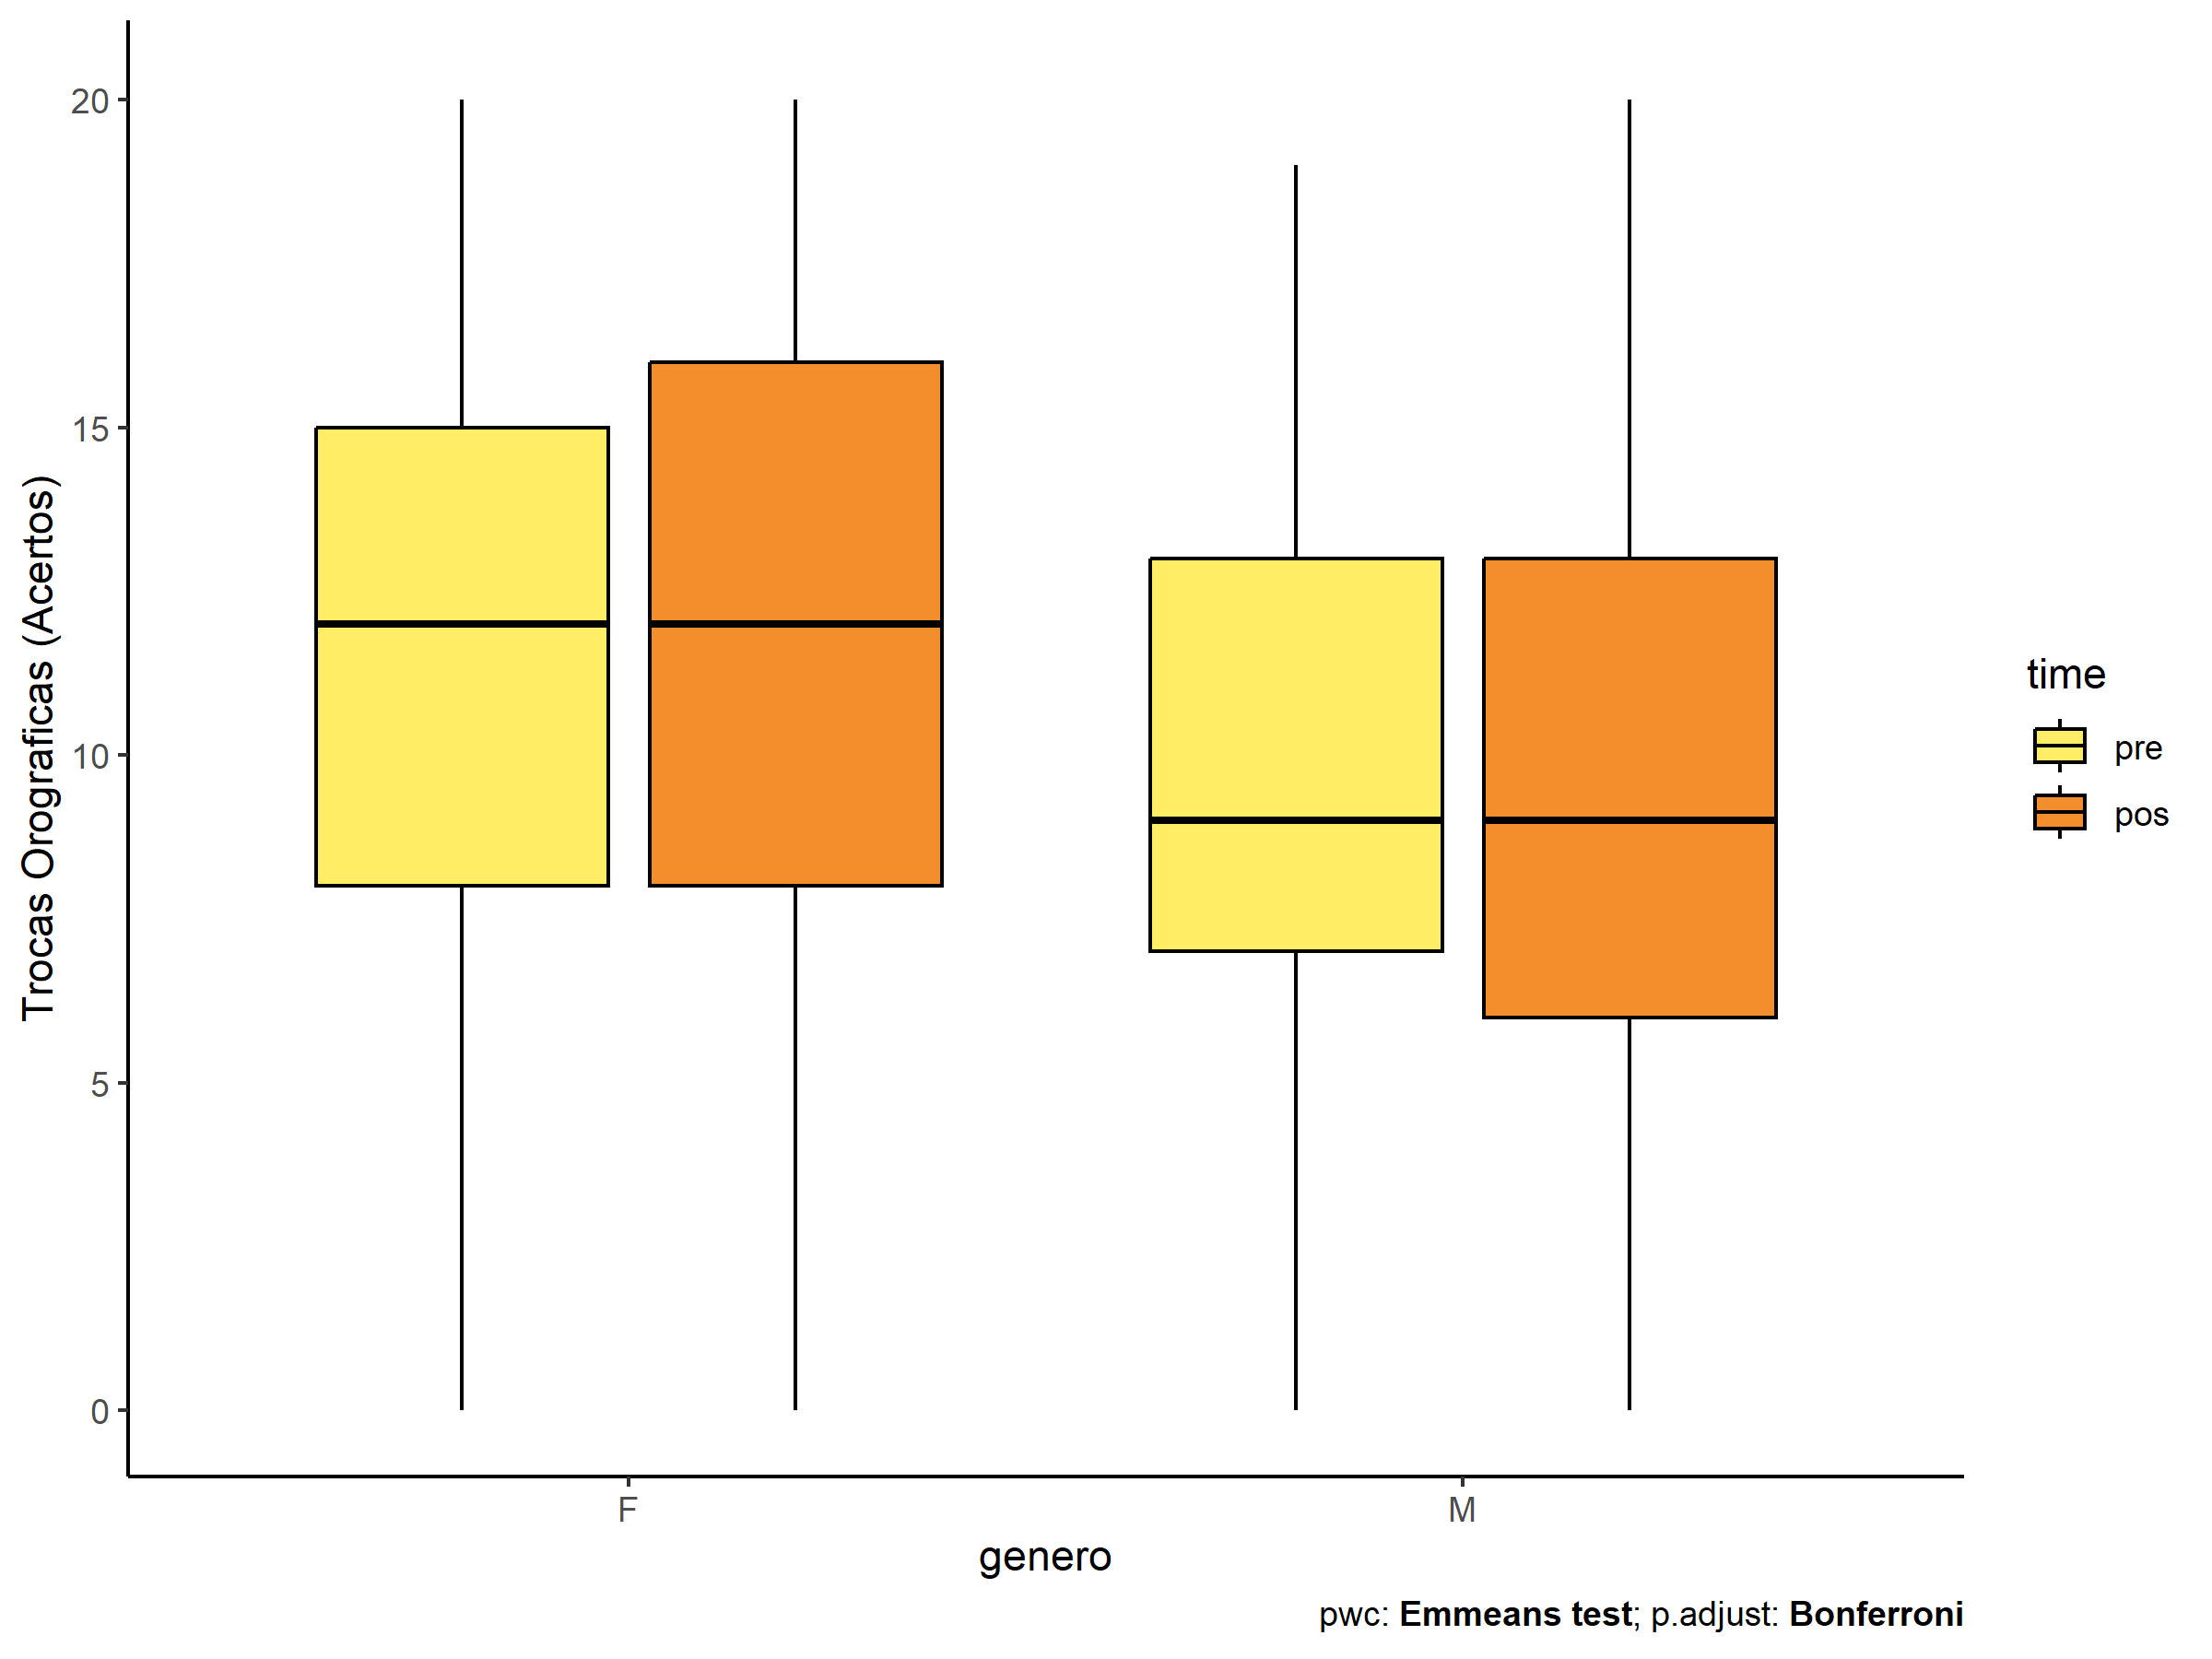 Trocas Orograficas (Acertos)
20
15
10
5
0
F
M
genero
time
pre
pos
pwc: Emmeans test; p.adjust: Bonferroni